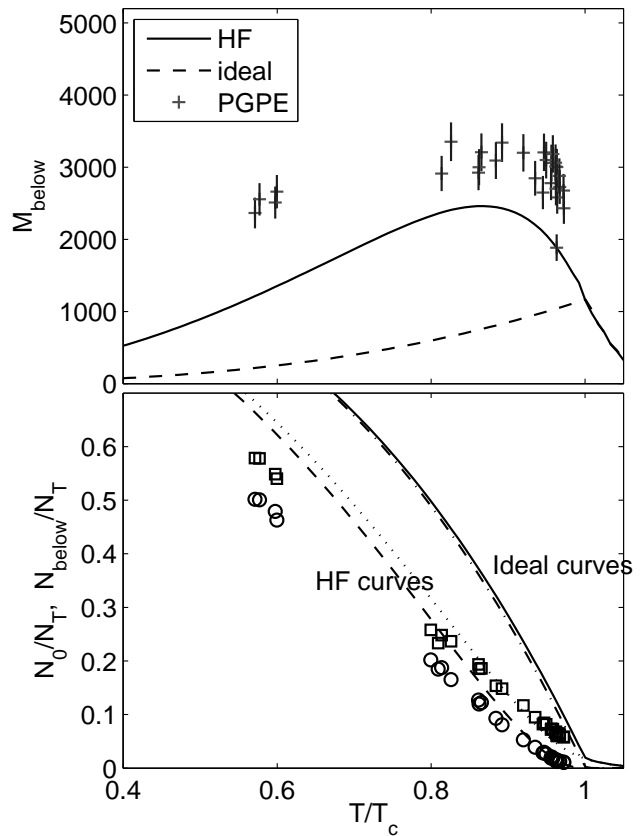 5000
4000
3000
2000
1000
0
M_below
HF
ideal
PGPE
0.6
0.5
0.4
0.3
0.2
0.1
0
N_0/N_T, N_below/N_T
HF curves
Ideal curves
0.4
0.6
0.8
1
T/T_c